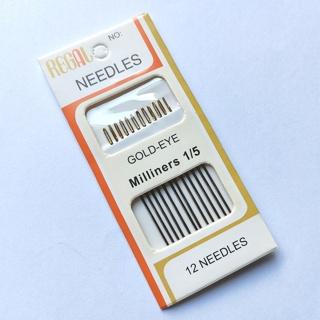 REGAL
NO:
NEEDLES
GOLD-EYE
Milliners 1/5
12 NEEDLES